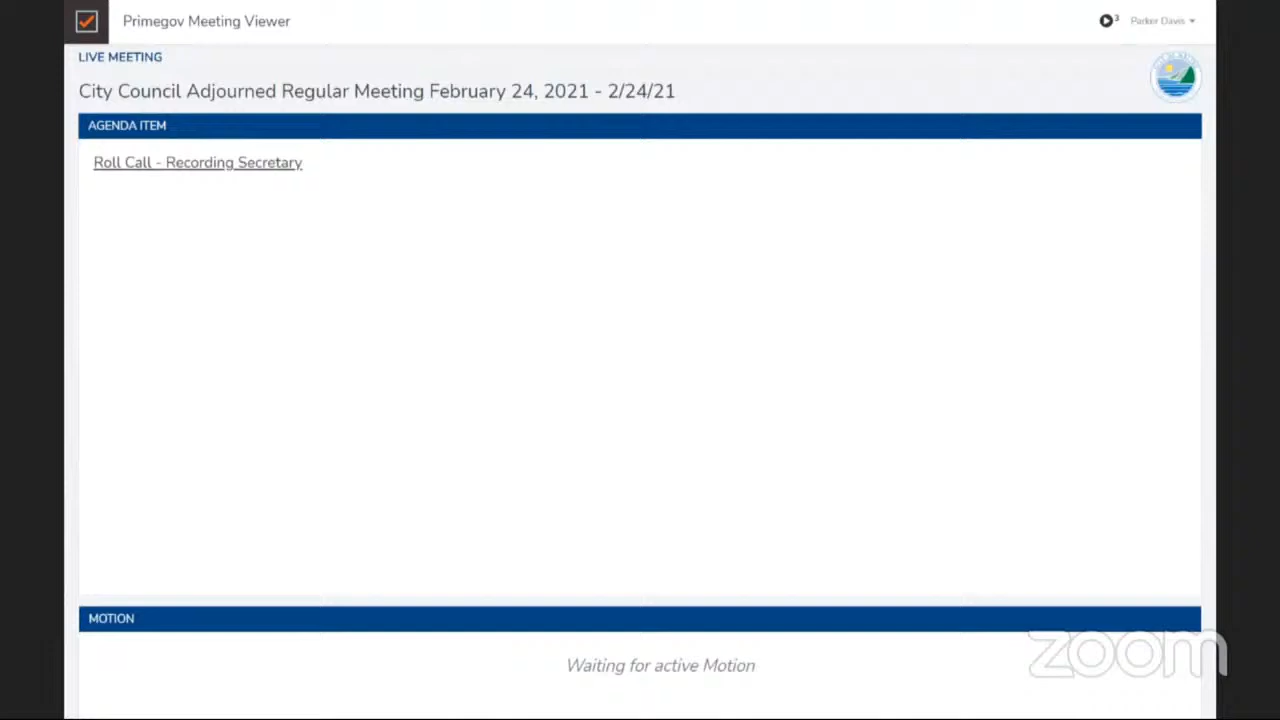 Primegov Meeting Viewer
3
Parker Davis
LIVE MEETING
City Council Adjourned Regular Meeting February 24, 2021 - 2/24/21
AGENDA ITEM
Roll Call - Recording Secretary
MOTION
Waiting for active Motion
zoom